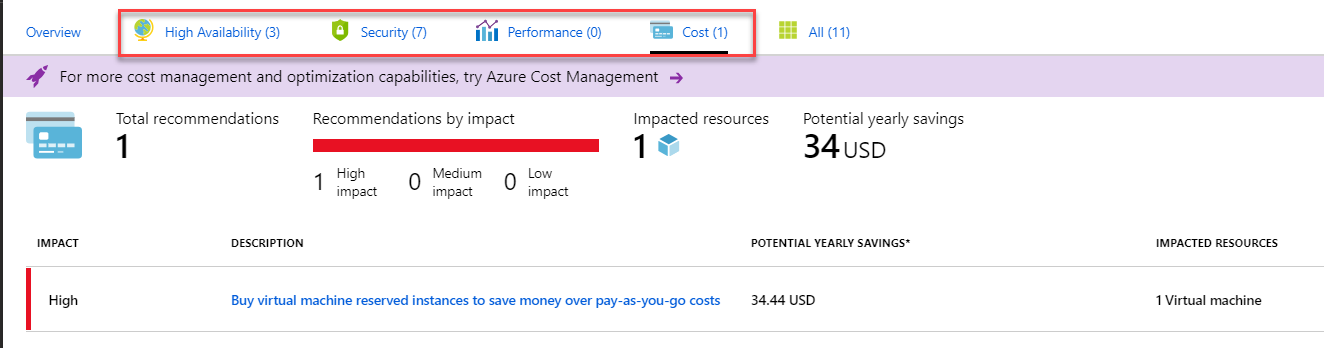 Overview High Availability (3) Security (7) Performance (0) Cost (1) All (11)
For more cost management and optimization capabilities, try Azure Cost Management →
Total recommendations Recommendations by impact Impacted resources Potential yearly savings
1 1 34 USD
1 High impact 0 Medium impact 0 Low impact
IMPACT DESCRIPTION POTENTIAL YEARLY SAVINGS* IMPACTED RESOURCES
High Buy virtual machine reserved instances to save money over pay-as-you-go costs 34.44 USD 1 Virtual machine